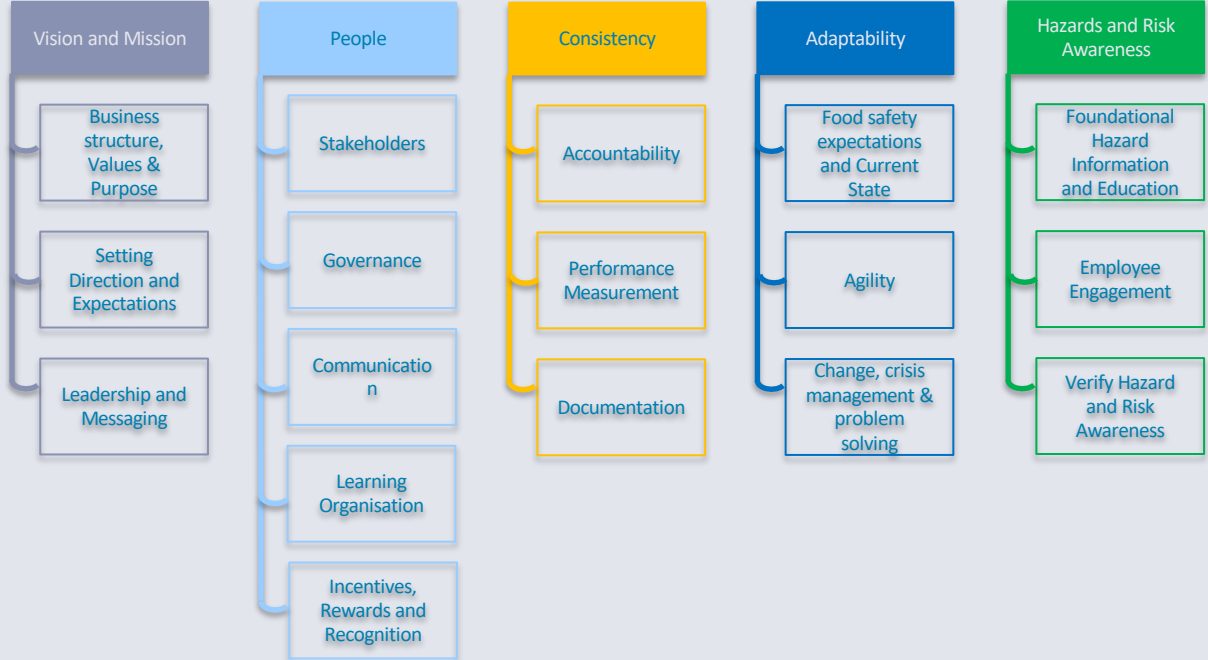 Vision and Mission
Business
structure,
Values &
Purpose
Setting
Direction and
Expectations
Leadership and
Messaging
People
Stakeholders
Governance
Communicatio
n
Learning
Organisation
Incentives,
Rewards and
Recognition
Consistency
Accountability
Performance
Measurement
Documentation
Adaptability
Food safety
expectations
and Current
State
Agility
Change, crisis
management &
problem
solving
Hazards and Risk
Awareness
Foundational
Hazard
Information
and Education
Employee
Engagement
Verify Hazard
and Risk
Awareness